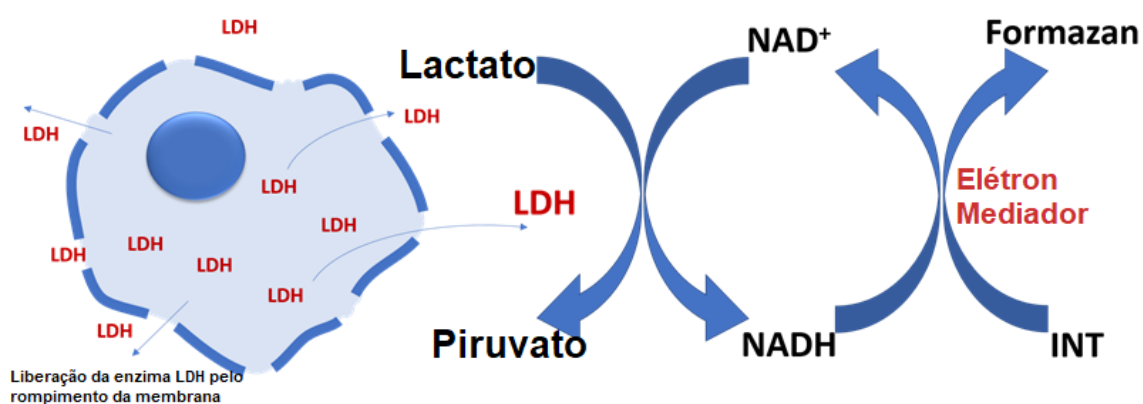 LDH
LDH
LDH
LDH
LDH
LDH
LDH
LDH
LDH
LDH
Liberação da enzima LDH pelo
rompimento da membrana
Lactato
NAD⁺
Formazan
LDH
Elétron
Mediador
Piruvato
NADH
INT